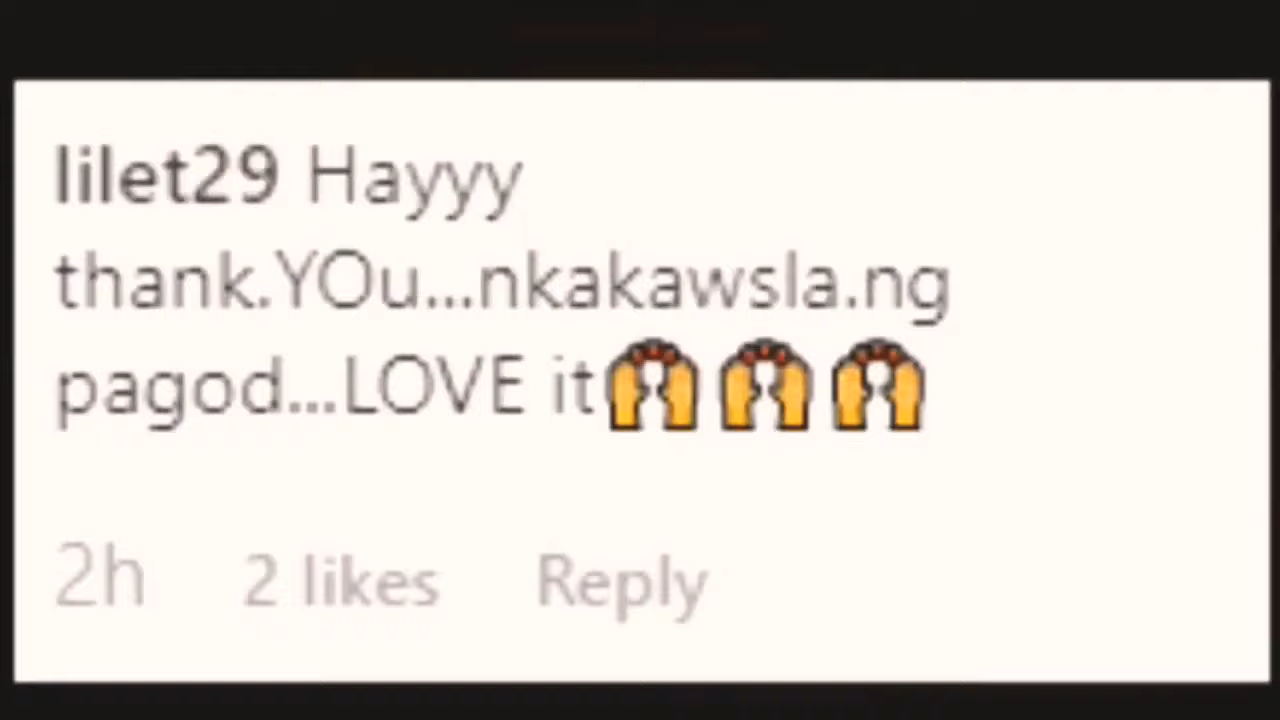 lilet29 Hayyy
thank.YOu...nkakawsla.ng
pagod...LOVE it🙌🙌🙌
2h 2 likes Reply